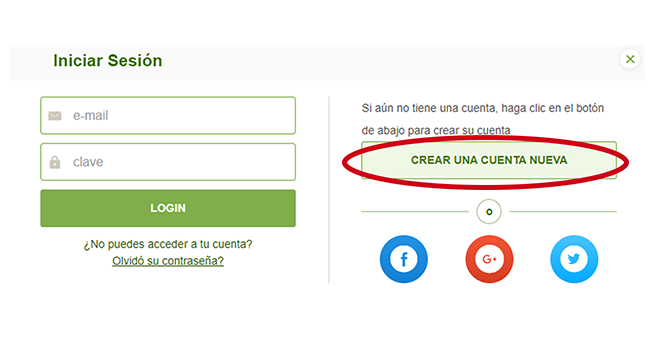 Iniciar Sesión
e-mail
clave
LOGIN
¿No puedes acceder a tu cuenta?
Olvidó su contraseña?
Si aún no tiene una cuenta, haga clic en el botón
de abajo para crear su cuenta
CREAR UNA CUENTA NUEVA
o
f
G+